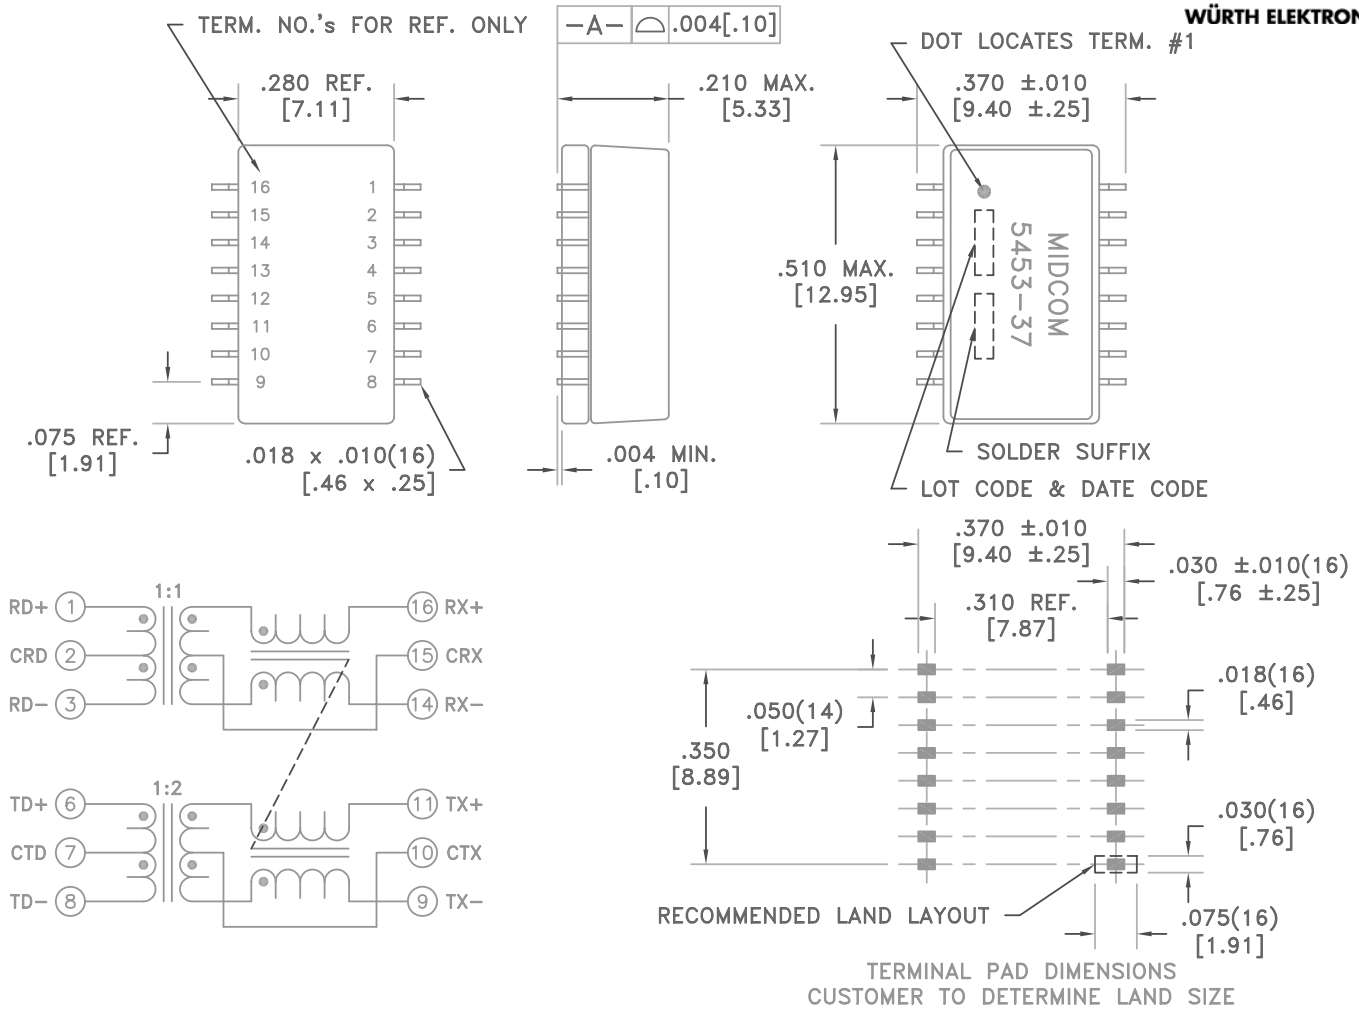 TERM. NO.'s FOR REF. ONLY
-A- .004[.10]
WÜRTH ELEKTRON
DOT LOCATES TERM. #1
.280 REF.
[7.11]
.210 MAX.
[5.33]
.370 ±.010
[9.40 ±.25]
16 1
15 2
14 3
13 4
12 5
11 6
10 7
9 8
.510 MAX.
[12.95]
MIDCOM
5453-37
.075 REF.
[1.91]
.018 x .010(16)
[.46 x .25]
.004 MIN.
[.10]
SOLDER SUFFIX
LOT CODE & DATE CODE
1:1
RD+ 1 16 RX+
CRD 2 15 CRX
RD- 3 14 RX-
1:2
TD+ 6 11 TX+
CTD 7 10 CTX
TD- 8 9 TX-
.370 ±.010
[9.40 ±.25]
.030 ±.010(16)
[.76 ±.25]
.310 REF.
[7.87]
.018(16)
[.46]
.050(14)
[1.27]
.350
[8.89]
.030(16)
[.76]
RECOMMENDED LAND LAYOUT
.075(16)
[1.91]
TERMINAL PAD DIMENSIONS
CUSTOMER TO DETERMINE LAND SIZE